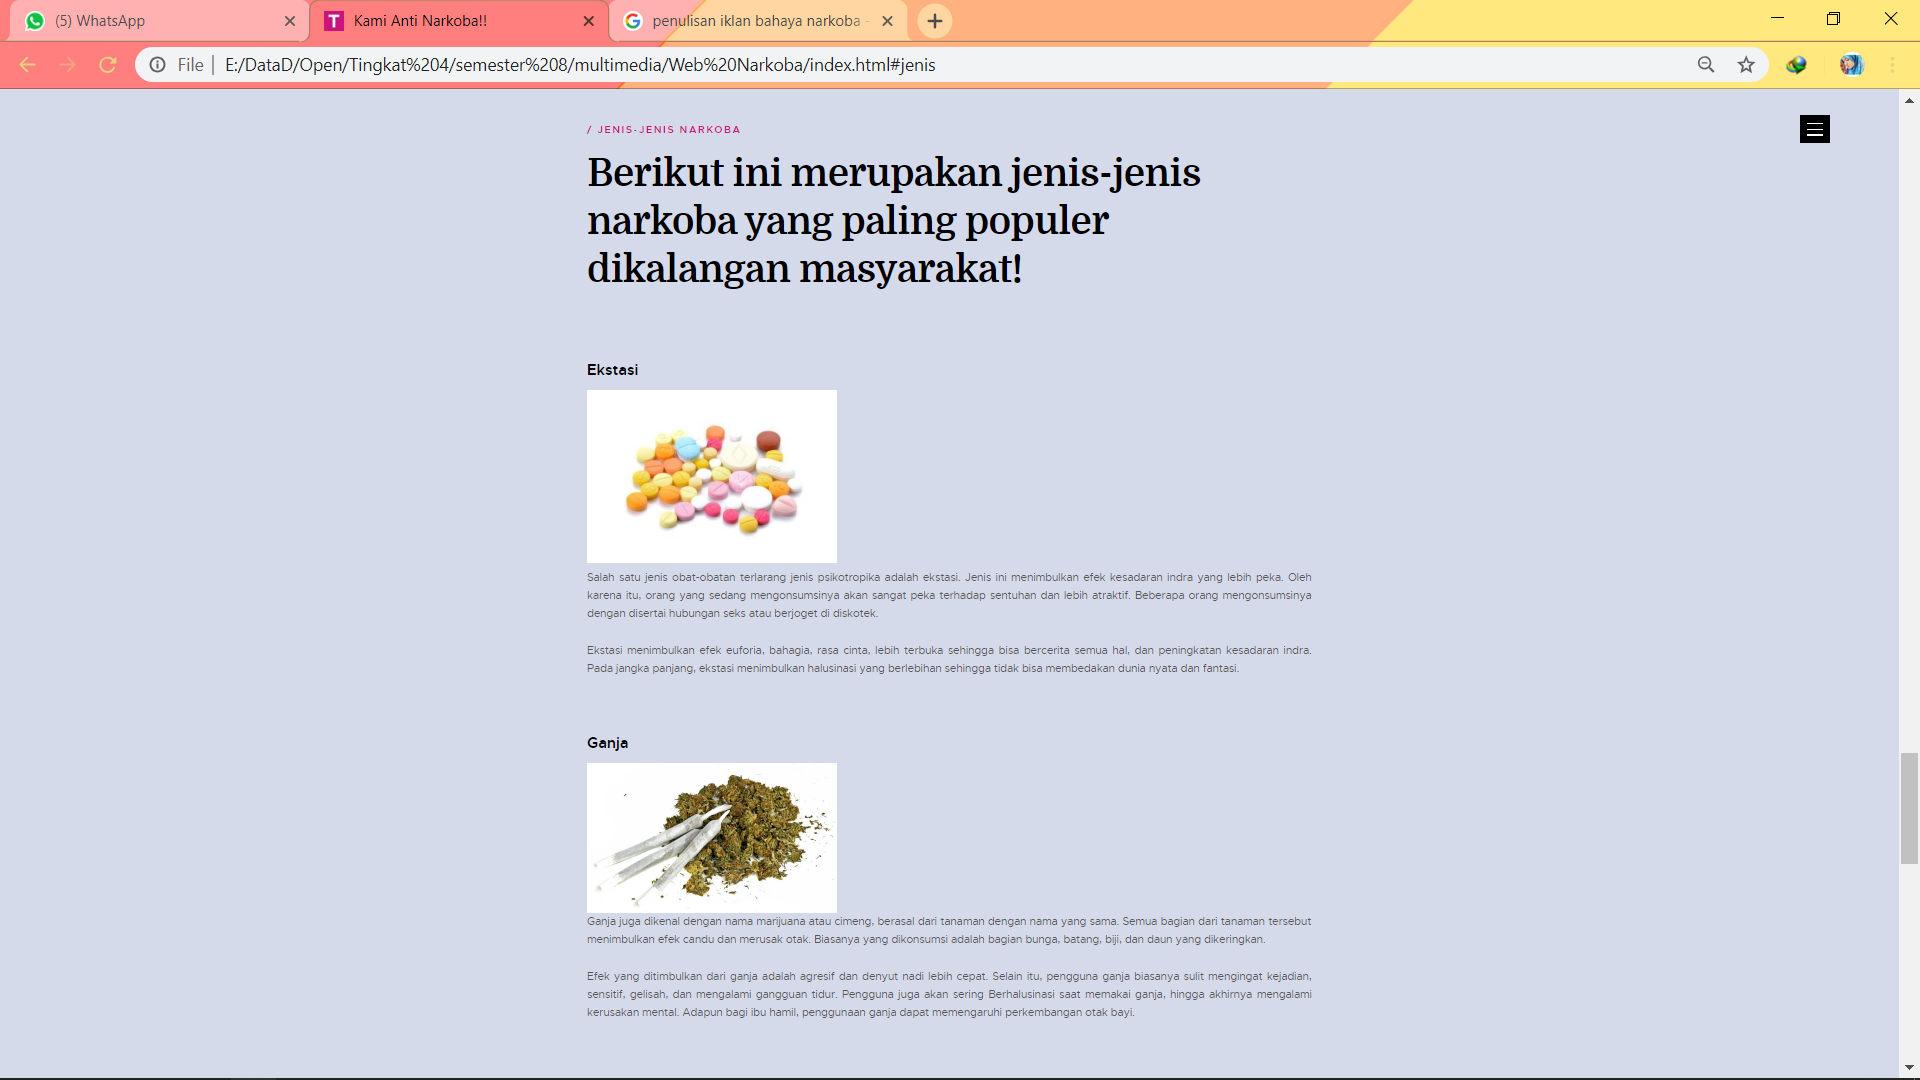 (5) WhatsApp
Kami Anti Narkoba!!
penulisan iklan bahaya narkoba -
File
E:/DataD/Open/Tingkat%204/semester%208/multimedia/Web%20Narkoba/index.html#jenis
/ JENIS-JENIS NARKOBA
Berikut ini merupakan jenis-jenis
narkoba yang paling populer
dikalangan masyarakat!
Ekstasi
Salah satu jenis obat-obatan terlarang jenis psikotropika adalah ekstasi. Jenis ini menimbulkan efek kesadaran indra yang lebih peka. Oleh
karena itu, orang yang sedang mengonsumsinya akan sangat peka terhadap sentuhan dan lebih atraktif. Beberapa orang mengonsumsinya
dengan disertai hubungan seks atau berjoget di diskotek.
Ekstasi menimbulkan efek euforia, bahagia, rasa cinta, lebih terbuka sehingga bisa bercerita semua hal, dan peningkatan kesadaran indra.
Pada jangka panjang, ekstasi menimbulkan halusinasi yang berlebihan sehingga tidak bisa membedakan dunia nyata dan fantasi.
Ganja
Ganja juga dikenal dengan nama marijuana atau cimeng, berasal dari tanaman dengan nama yang sama. Semua bagian dari tanaman tersebut
menimbulkan efek candu dan merusak otak. Biasanya yang dikonsumsi adalah bagian bunga, batang, biji, dan daun yang dikeringkan.
Efek yang ditimbulkan dari ganja adalah agresif dan denyut nadi lebih cepat. Selain itu, pengguna ganja biasanya sulit mengingat kejadian,
sensitif, gelisah, dan mengalami gangguan tidur. Pengguna juga akan sering Berhalusinasi saat memakai ganja, hingga akhirnya mengalami
kerusakan mental. Adapun bagi ibu hamil, penggunaan ganja dapat memengaruhi perkembangan otak bayi.